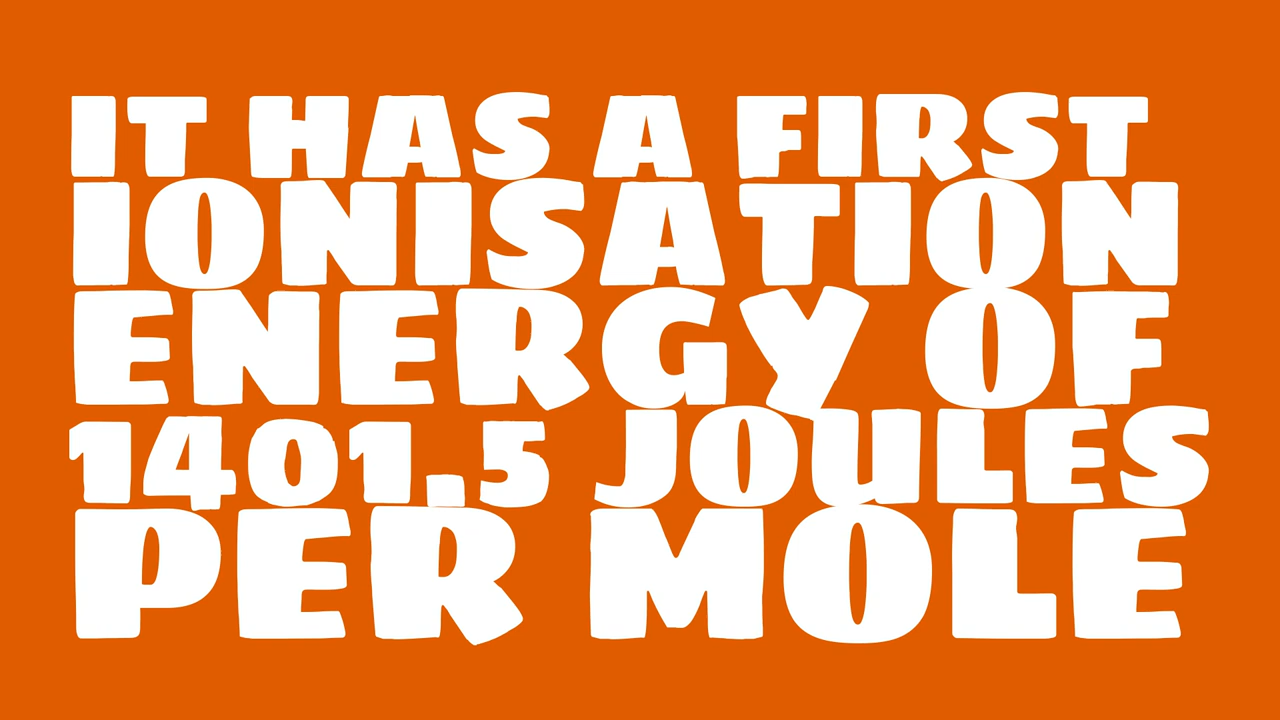 IT HAS A FIRST
IONISATION
ENERGY OF
1401.5 JOULES
PER MOLE